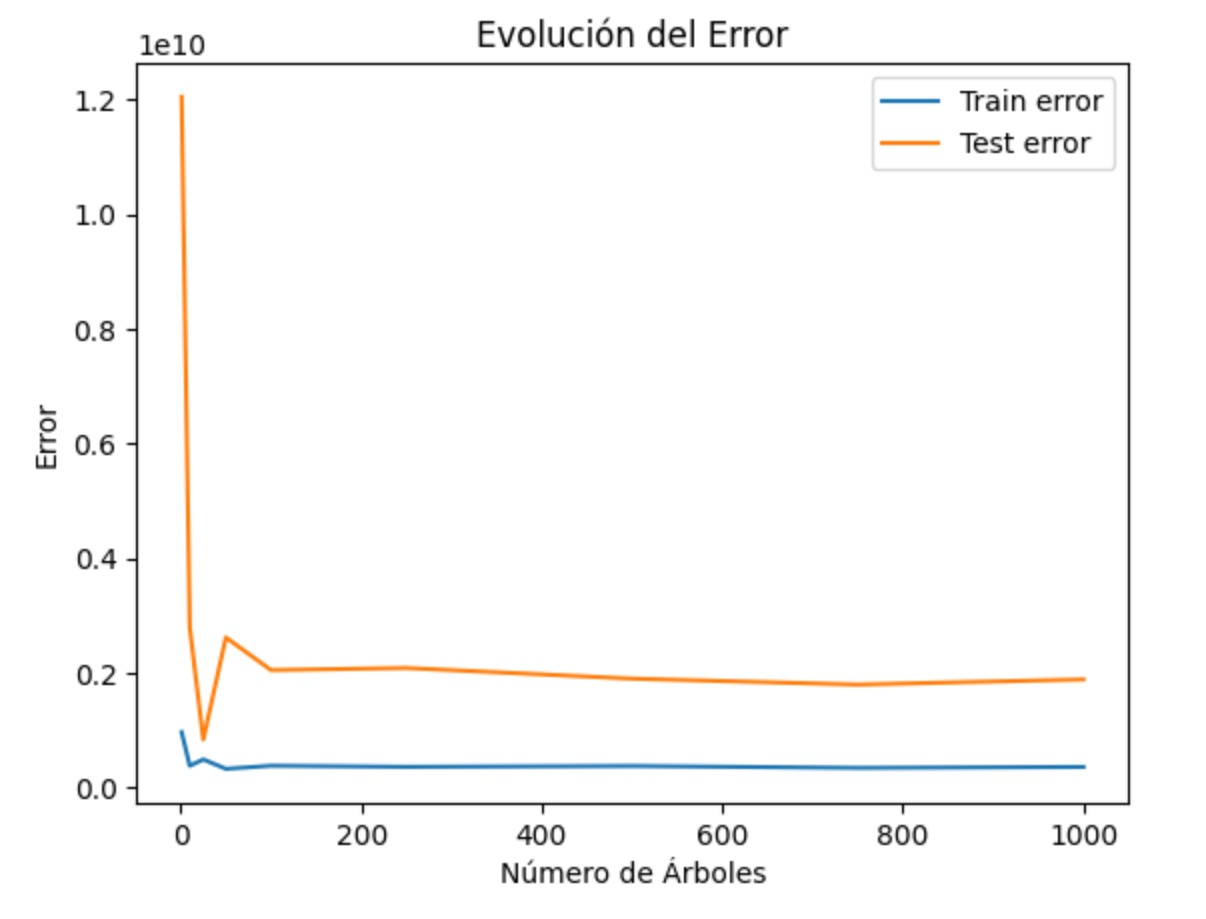 Evolución del Error
1e10
Train error
Test error
1.2
1.0
0.8
0.6
0.4
0.2
0.0
Error
0 200 400 600 800 1000
Número de Árboles